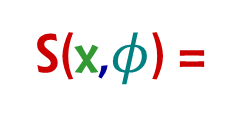 S(x,ϕ) =